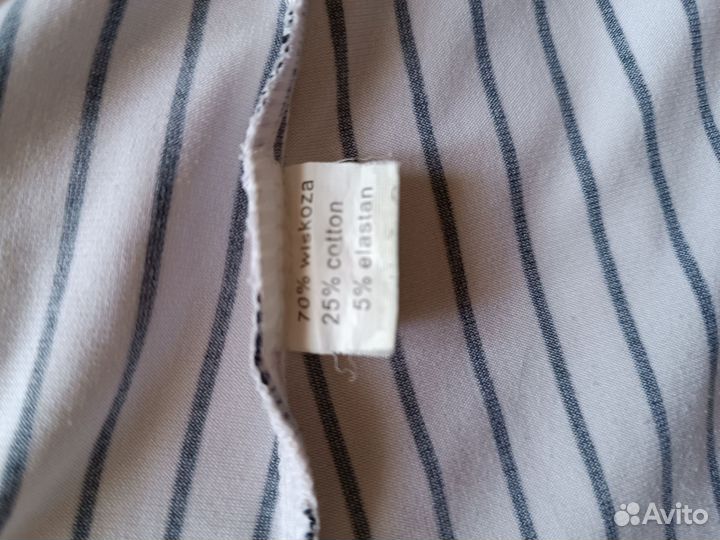 70% wiskoza
25% cotton
5% elastan
Avito